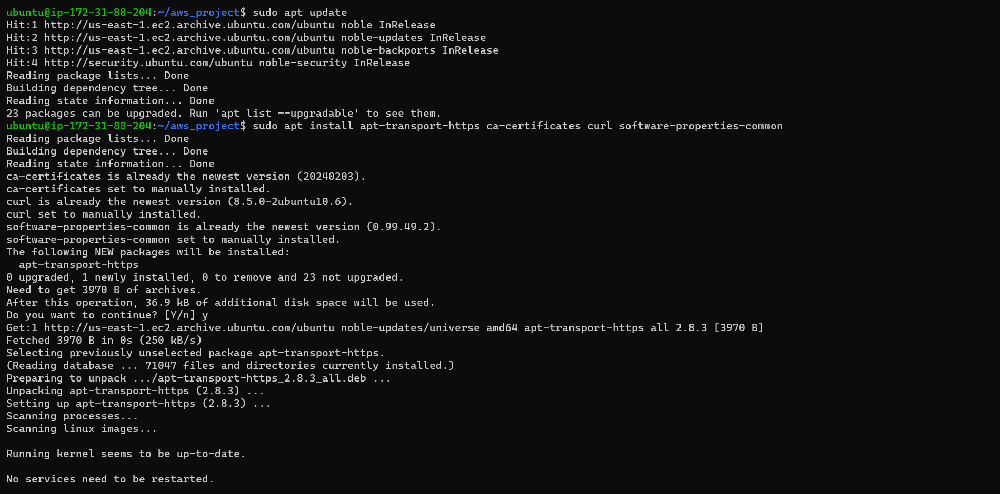 ubuntu@ip-172-31-88-204:~/aws_project$ sudo apt update
Hit:1 http://us-east-1.ec2.archive.ubuntu.com/ubuntu noble InRelease
Hit:2 http://us-east-1.ec2.archive.ubuntu.com/ubuntu noble-updates InRelease
Hit:3 http://us-east-1.ec2.archive.ubuntu.com/ubuntu noble-backports InRelease
Hit:4 http://security.ubuntu.com/ubuntu noble-security InRelease
Reading package lists... Done
Building dependency tree... Done
Reading state information... Done
23 packages can be upgraded. Run 'apt list --upgradable' to see them.
ubuntu@ip-172-31-88-204:~/aws_project$ sudo apt install apt-transport-https ca-certificates curl software-properties-common
Reading package lists... Done
Building dependency tree... Done
Reading state information... Done
ca-certificates is already the newest version (20240203).
ca-certificates set to manually installed.
curl is already the newest version (8.5.0-2ubuntu10.6).
curl set to manually installed.
software-properties-common is already the newest version (0.99.49.2).
software-properties-common set to manually installed.
The following NEW packages will be installed:
  apt-transport-https
0 upgraded, 1 newly installed, 0 to remove and 23 not upgraded.
Need to get 3970 B of archives.
After this operation, 36.9 kB of additional disk space will be used.
Do you want to continue? [Y/n] y
Get:1 http://us-east-1.ec2.archive.ubuntu.com/ubuntu noble-updates/universe amd64 apt-transport-https all 2.8.3 [3970 B]
Fetched 3970 B in 0s (250 kB/s)
Selecting previously unselected package apt-transport-https.
(Reading database ... 71047 files and directories currently installed.)
Preparing to unpack .../apt-transport-https_2.8.3_all.deb ...
Unpacking apt-transport-https (2.8.3) ...
Setting up apt-transport-https (2.8.3) ...
Scanning processes...
Scanning linux images...

Running kernel seems to be up-to-date.

No services need to be restarted.